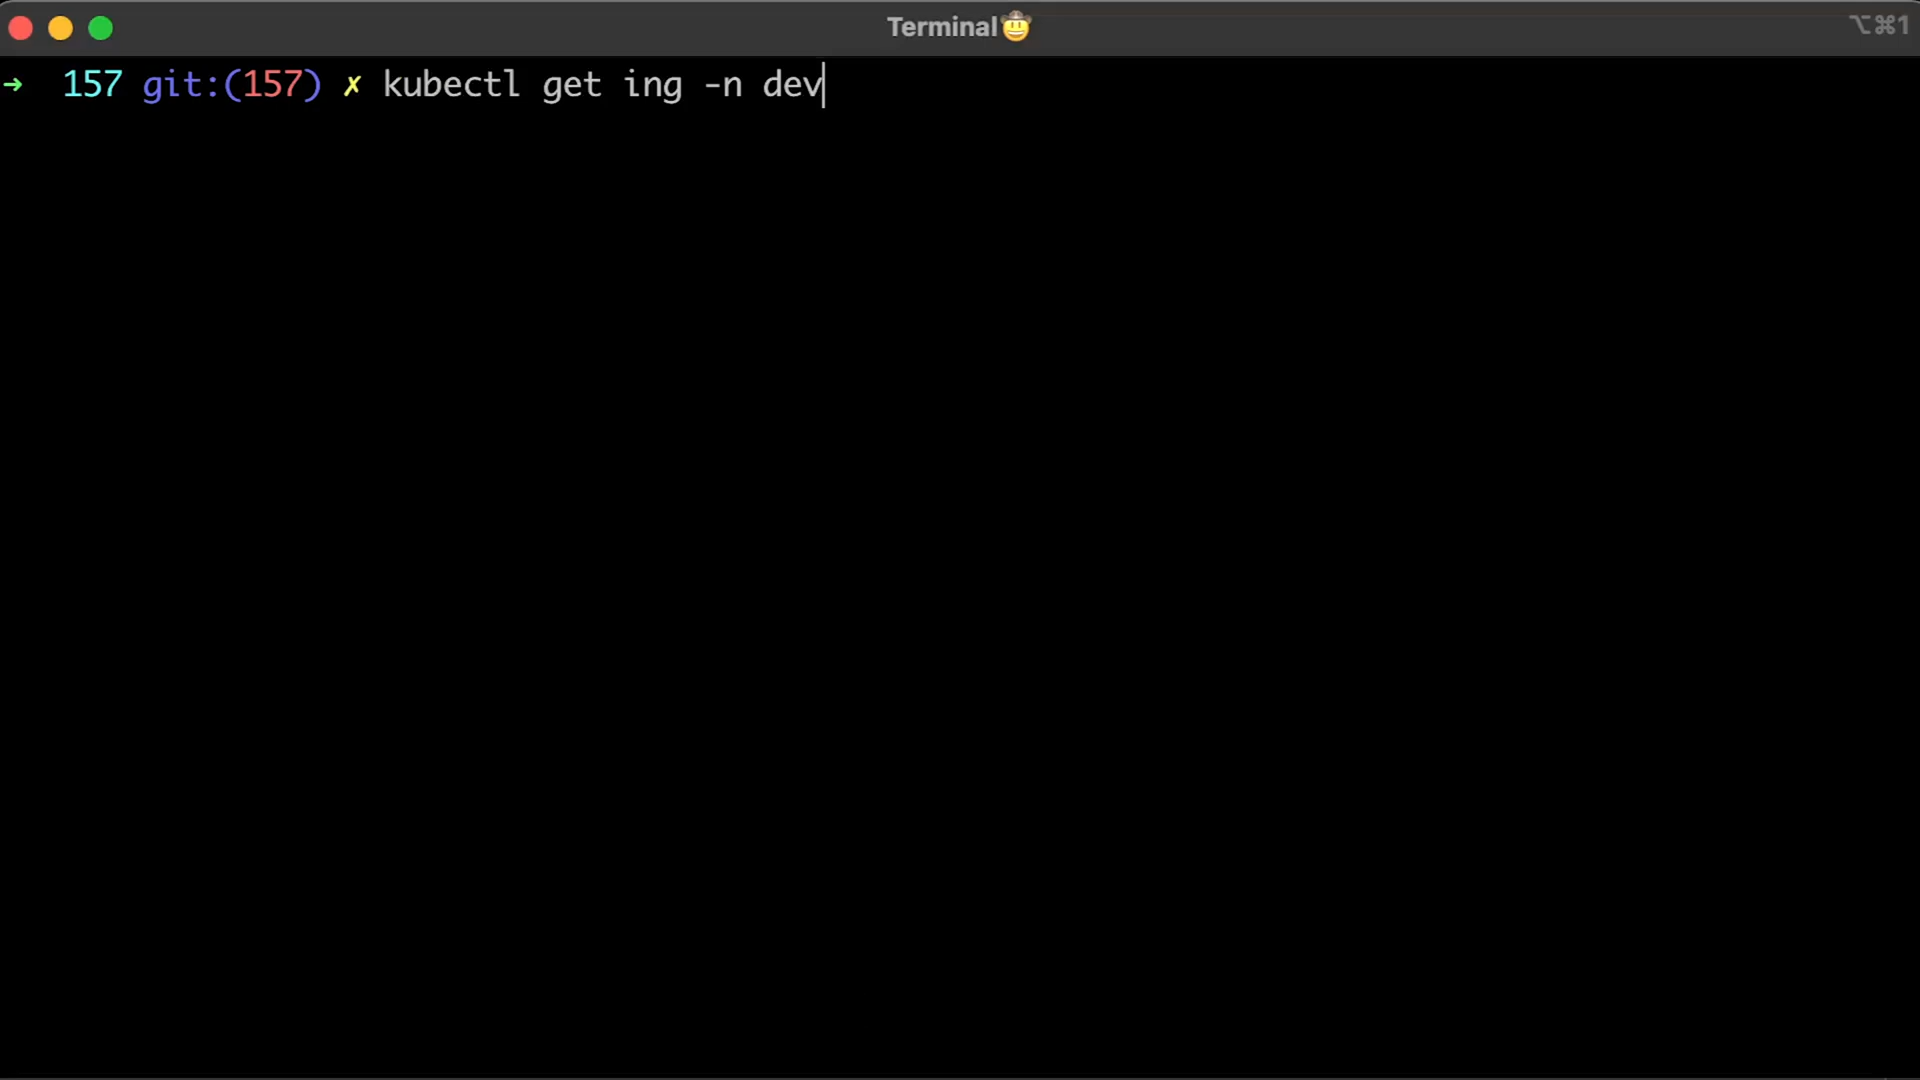 Terminal🤠
⌥⌘1
➜ 157 git:(157) ✗ kubectl get ing -n dev